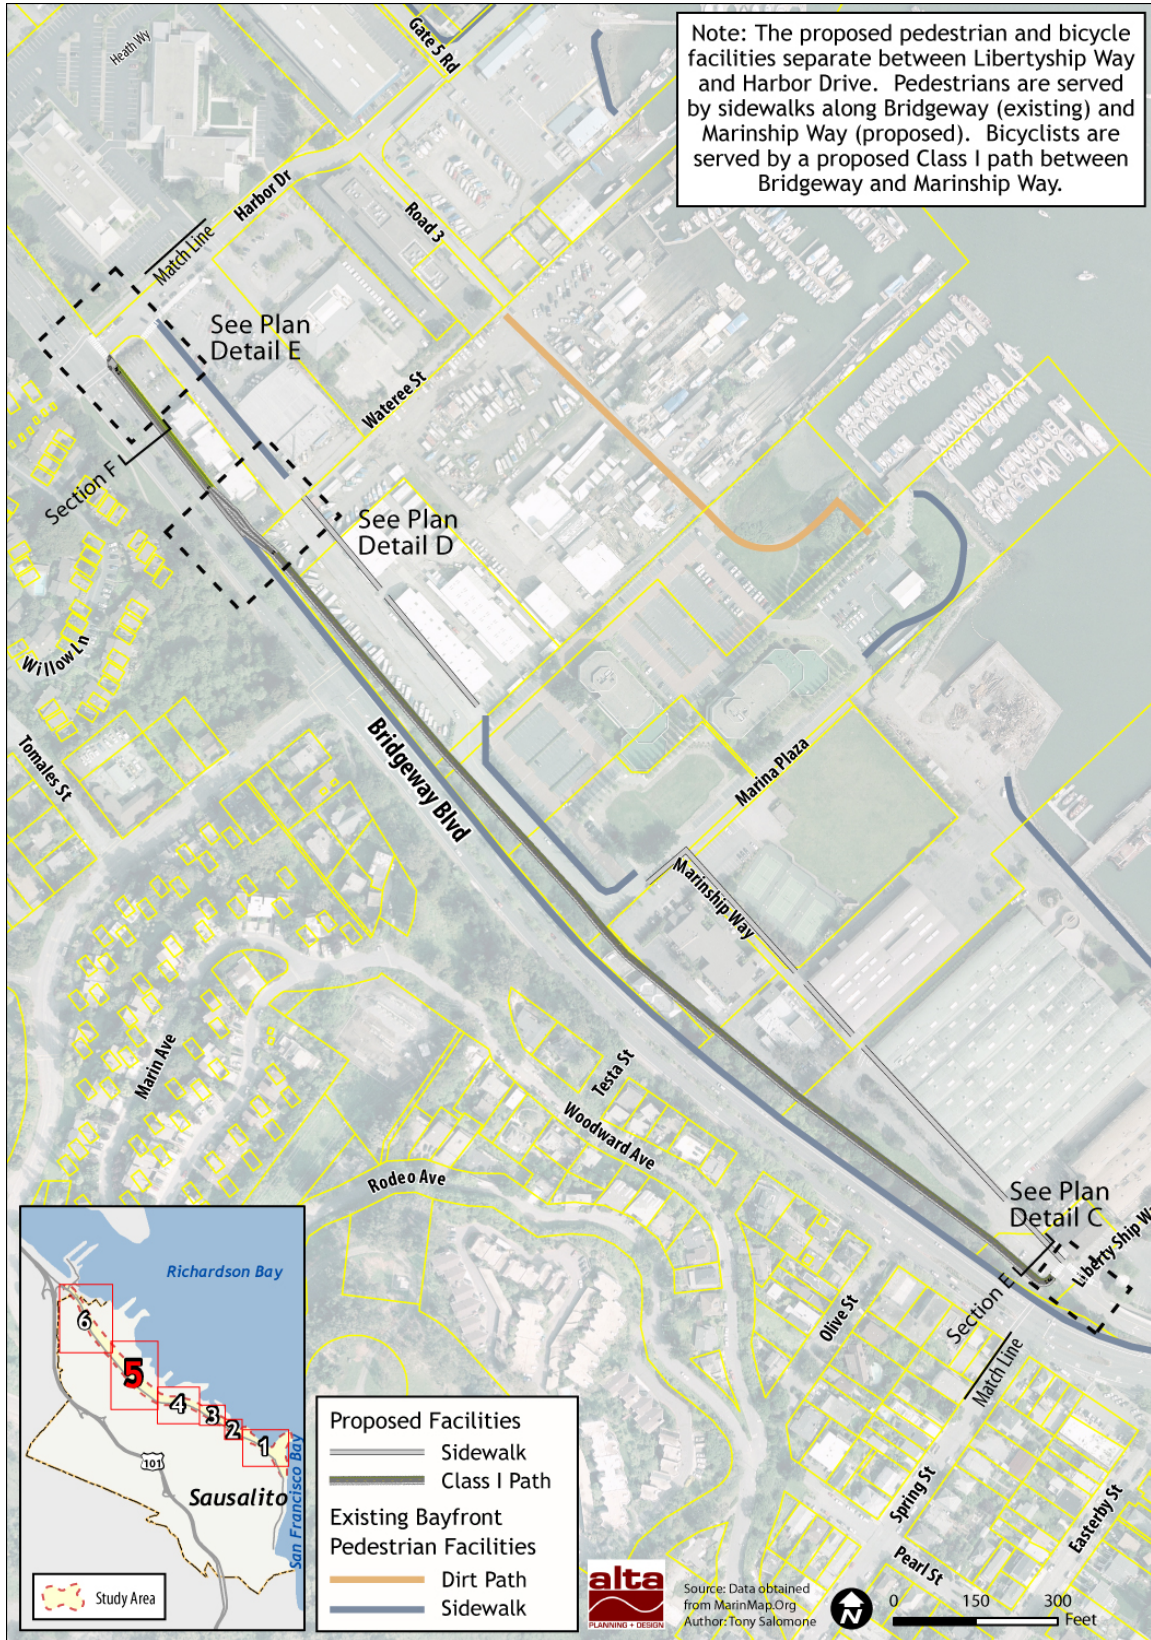 Note: The proposed pedestrian and bicycle
facilities separate between Libertyship Way
and Harbor Drive. Pedestrians are served
by sidewalks along Bridgeway (existing) and
Marinship Way (proposed). Bicyclists are
served by a proposed Class I path between
Bridgeway and Marinship Way.
Heath Wy
Gate 5 Rd
Harbor Dr
Match Line
Road 3
See Plan
Detail E
Wateree St
Section F
See Plan
Detail D
Willow Ln
Tomales St
Bridgeway Blvd
Marina Plaza
Marinship Way
Marin Ave
Testa St
Woodward Ave
Rodeo Ave
See Plan
Detail C
Liberty Ship W
Section E
Olive St
Match Line
Spring St
Pearl St
Easterby St
Richardson Bay
6
5
4
3
2
1
101
Sausalito
San Francisco Bay
Study Area
Proposed Facilities
Sidewalk
Class I Path
Existing Bayfront
Pedestrian Facilities
Dirt Path
Sidewalk
alta
PLANNING + DESIGN
Source: Data obtained
from MarinMap.Org
Author: Tony Salomone
N
0 150 300
Feet